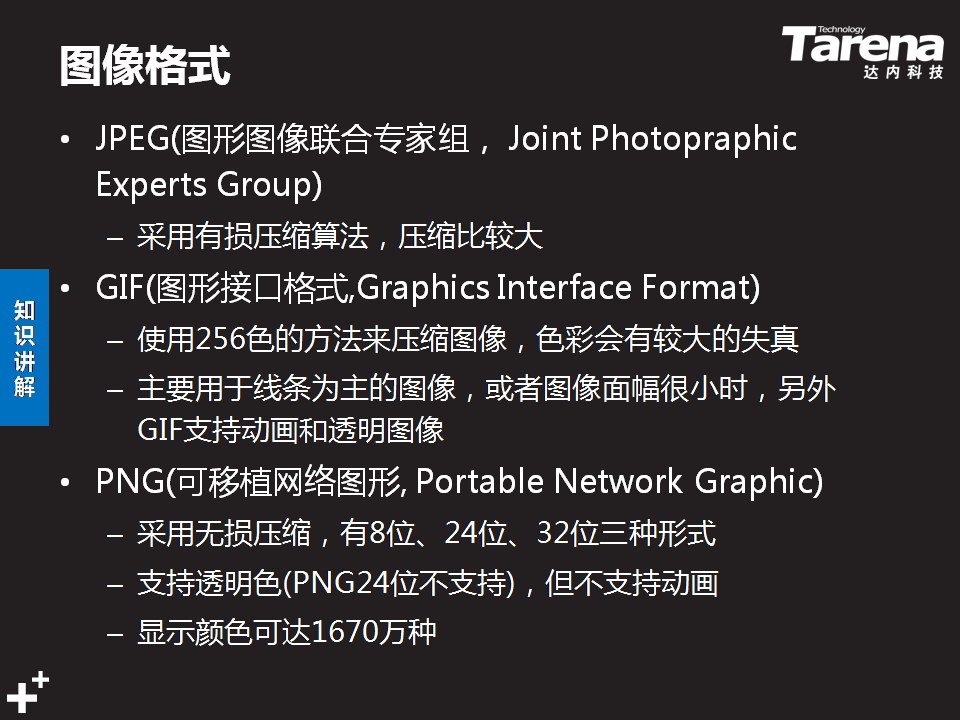 图像格式
Technology
Tarena
达内科技
• JPEG(图形图像联合专家组， Joint Photopraphic
Experts Group)
– 采用有损压缩算法，压缩比较大
• GIF(图形接口格式,Graphics Interface Format)
– 使用256色的方法来压缩图像，色彩会有较大的失真
– 主要用于线条为主的图像，或者图像面幅很小时，另外
GIF支持动画和透明图像
• PNG(可移植网络图形, Portable Network Graphic)
– 采用无损压缩，有8位、24位、32位三种形式
– 支持透明色(PNG24位不支持)，但不支持动画
– 显示颜色可达1670万种
知识讲解